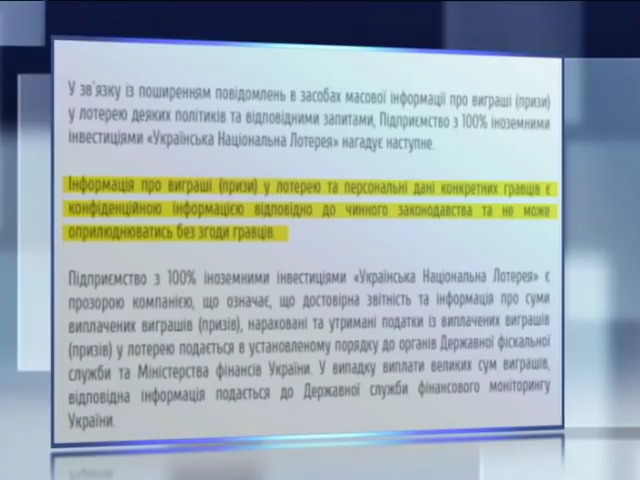 У зв'язку із поширенням повідомлень в засобах масової інформації про виграші (призи)
у лотерею деяких політиків та відповідними запитами, Підприємство з 100% іноземними
інвестиціями «Українська Національна Лотерея» нагадує наступне.
Інформація про виграші (призи) у лотерею та персональні дані конкретних гравців є
конфіденційною інформацією відповідно до чинного законодавства та не може
оприлюднюватись без згоди гравців.
Підприємство з 100% іноземними інвестиціями «Українська Національна Лотерея» є
прозорою компанією, що означає, що достовірна звітність та інформація про суми
виплачених виграшів (призів), нараховані та утримані податки із виплачених виграшів
(призів) у лотерею подається в установленому порядку до органів Державної фіскальної
служби та Міністерства фінансів України. У випадку виплати великих сум виграшів,
відповідна інформація подається до Державної служби фінансового моніторингу
України.